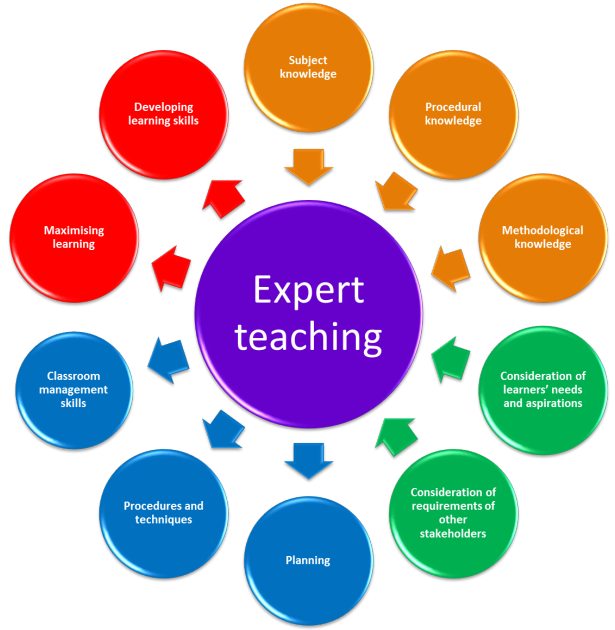 Subject
knowledge
Procedural
knowledge
Methodological
knowledge
Consideration of
learners’ needs
and aspirations
Consideration of
requirements of
other
stakeholders
Planning
Procedures and
techniques
Classroom
management
skills
Maximising
learning
Developing
learning skills
Expert
teaching